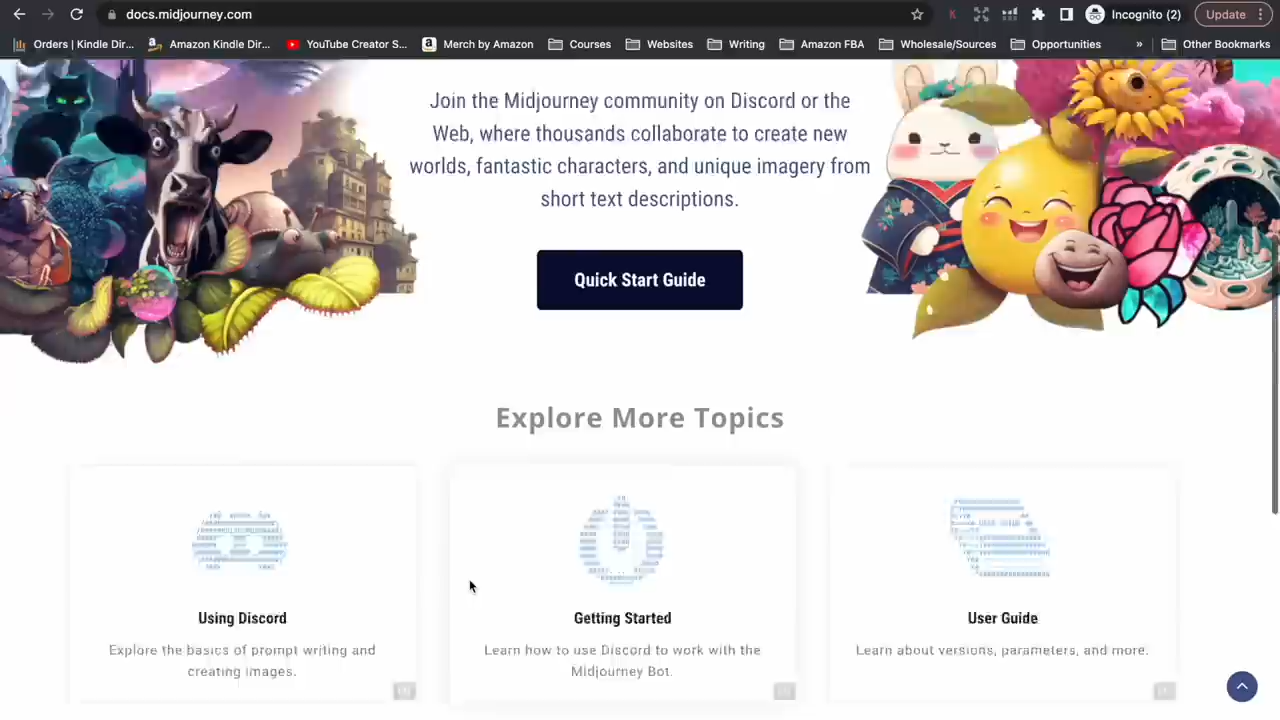 docs.midjourney.com
Incognito (2)
Update
Orders | Kindle Dir...
Amazon Kindle Dir...
YouTube Creator S...
Merch by Amazon
Courses
Websites
Writing
Amazon FBA
Wholesale/Sources
Opportunities
»
Other Bookmarks
Join the Midjourney community on Discord or the
Web, where thousands collaborate to create new
worlds, fantastic characters, and unique imagery from
short text descriptions.
Quick Start Guide
Explore More Topics
Using Discord
Explore the basics of prompt writing and
creating images.
Getting Started
Learn how to use Discord to work with the
Midjourney Bot.
User Guide
Learn about versions, parameters, and more.